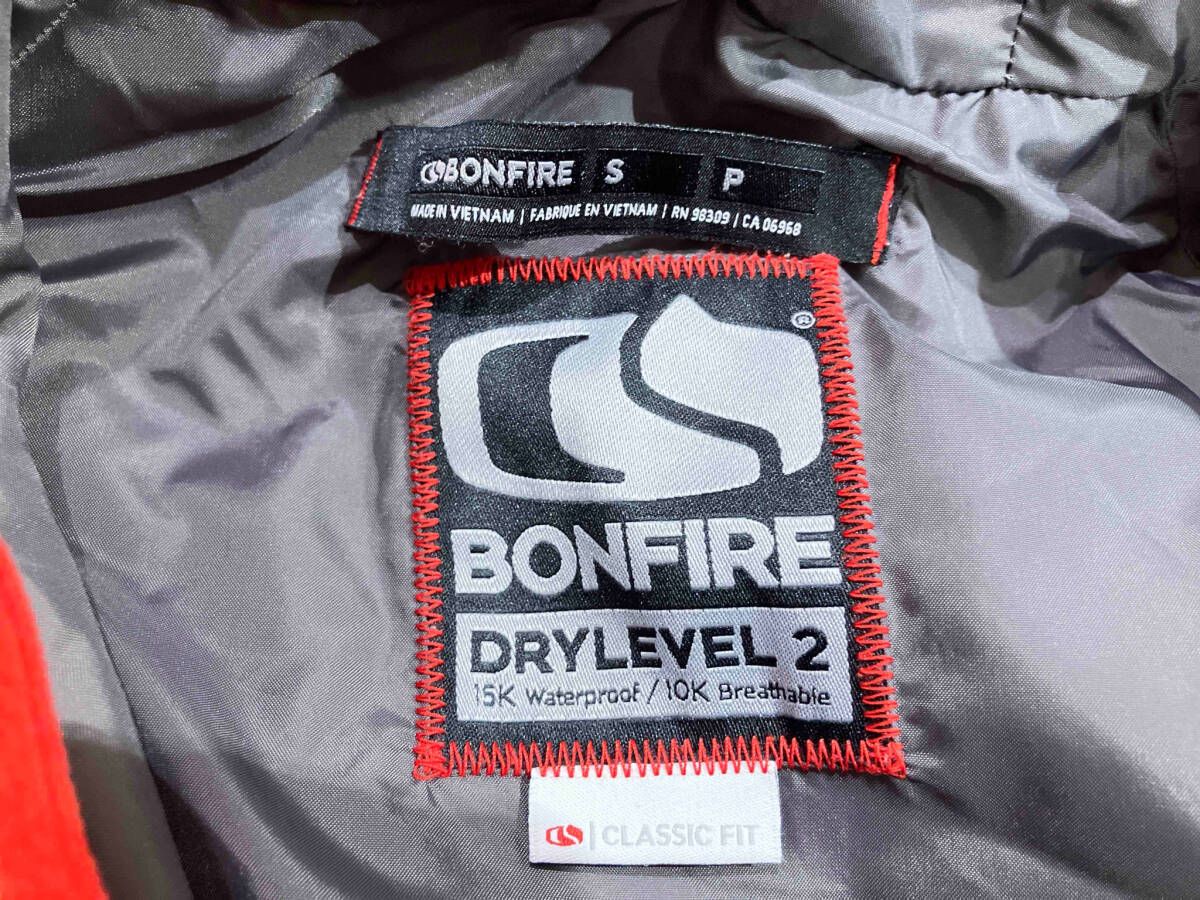 BONFIRE S P
MADE IN VIETNAM | FABRIQUE EN VIETNAM | RN 98309 | CA 06968
®
BONFIRE
DRYLEVEL 2
15K Waterproof / 10K Breathable
| CLASSIC FIT